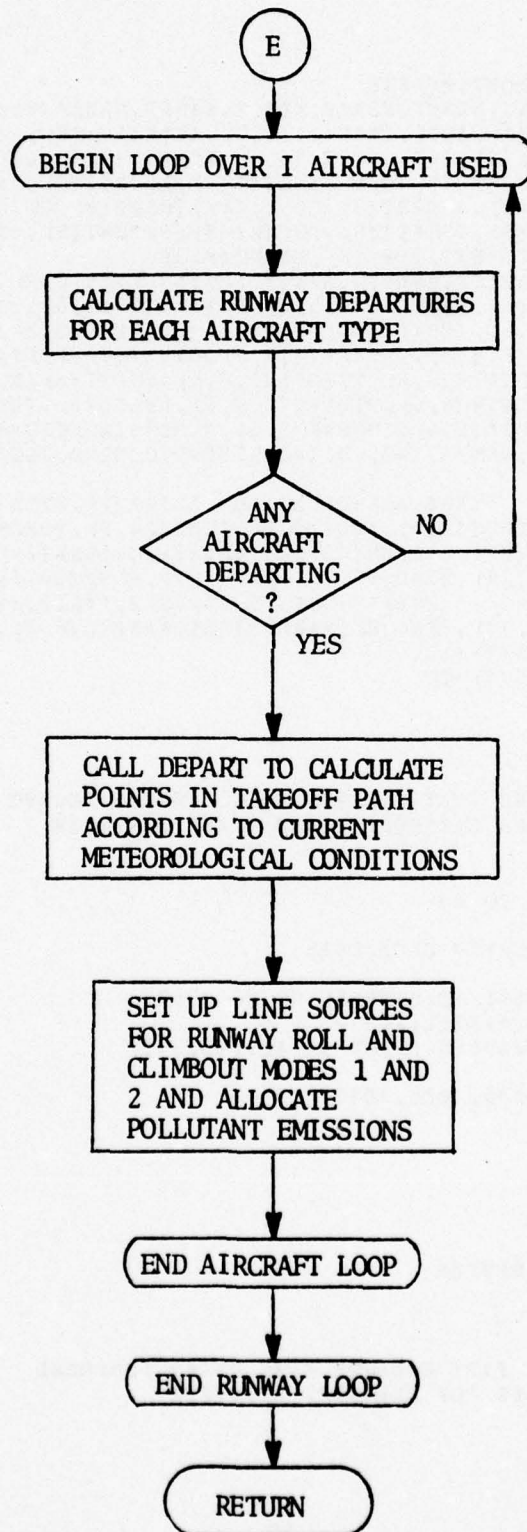 E
BEGIN LOOP OVER I AIRCRAFT USED
CALCULATE RUNWAY DEPARTURES
FOR EACH AIRCRAFT TYPE
ANY
AIRCRAFT
DEPARTING
?
NO
YES
CALL DEPART TO CALCULATE
POINTS IN TAKEOFF PATH
ACCORDING TO CURRENT
METEOROLOGICAL CONDITIONS
SET UP LINE SOURCES
FOR RUNWAY ROLL AND
CLIMBOUT MODES 1 AND
2 AND ALLOCATE
POLLUTANT EMISSIONS
END AIRCRAFT LOOP
END RUNWAY LOOP
RETURN